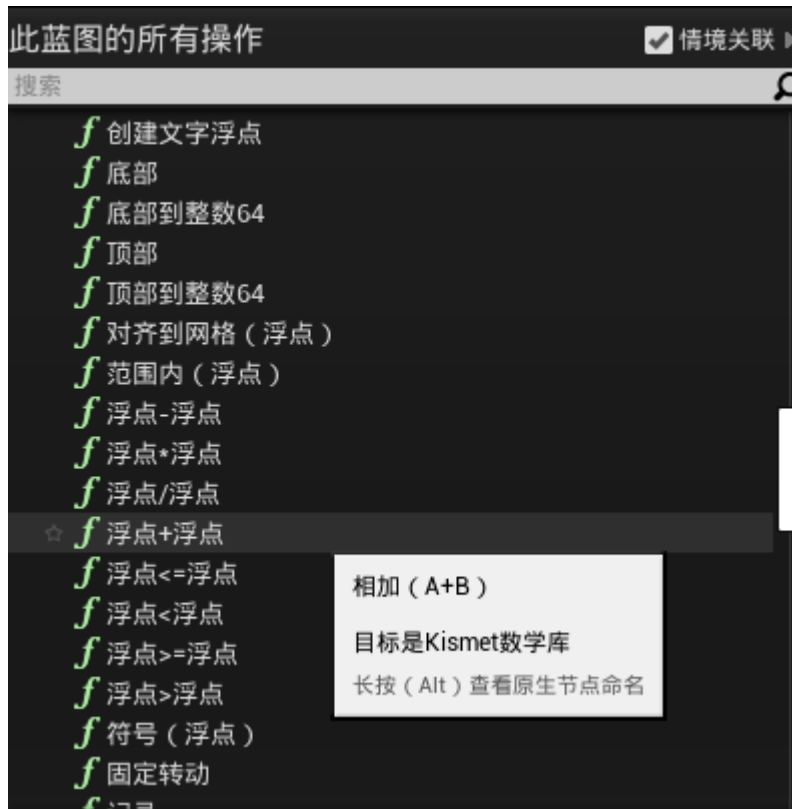 此蓝图的所有操作
情境关联
搜索
f 创建文字浮点
f 底部
f 底部到整数64
f 顶部
f 顶部到整数64
f 对齐到网格（浮点）
f 范围内（浮点）
f 浮点-浮点
f 浮点*浮点
f 浮点/浮点
f 浮点+浮点
f 浮点<=浮点
f 浮点<浮点
f 浮点>=浮点
f 浮点>浮点
f 符号（浮点）
f 固定转动
相加（A+B）
目标是Kismet数学库
长按（Alt）查看原生节点命名